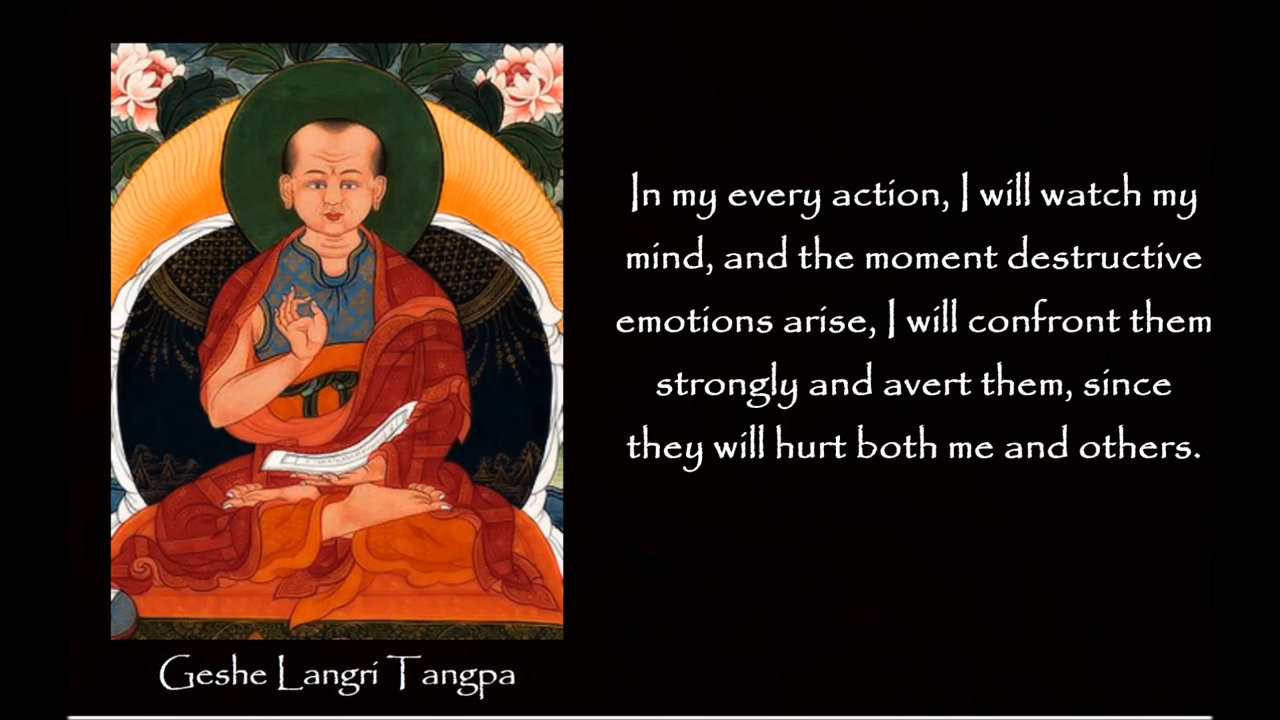 In my every action, I will watch my
mind, and the moment destructive
emotions arise, I will confront them
strongly and avert them, since
they will hurt both me and others.
Geshe Langri Tangpa